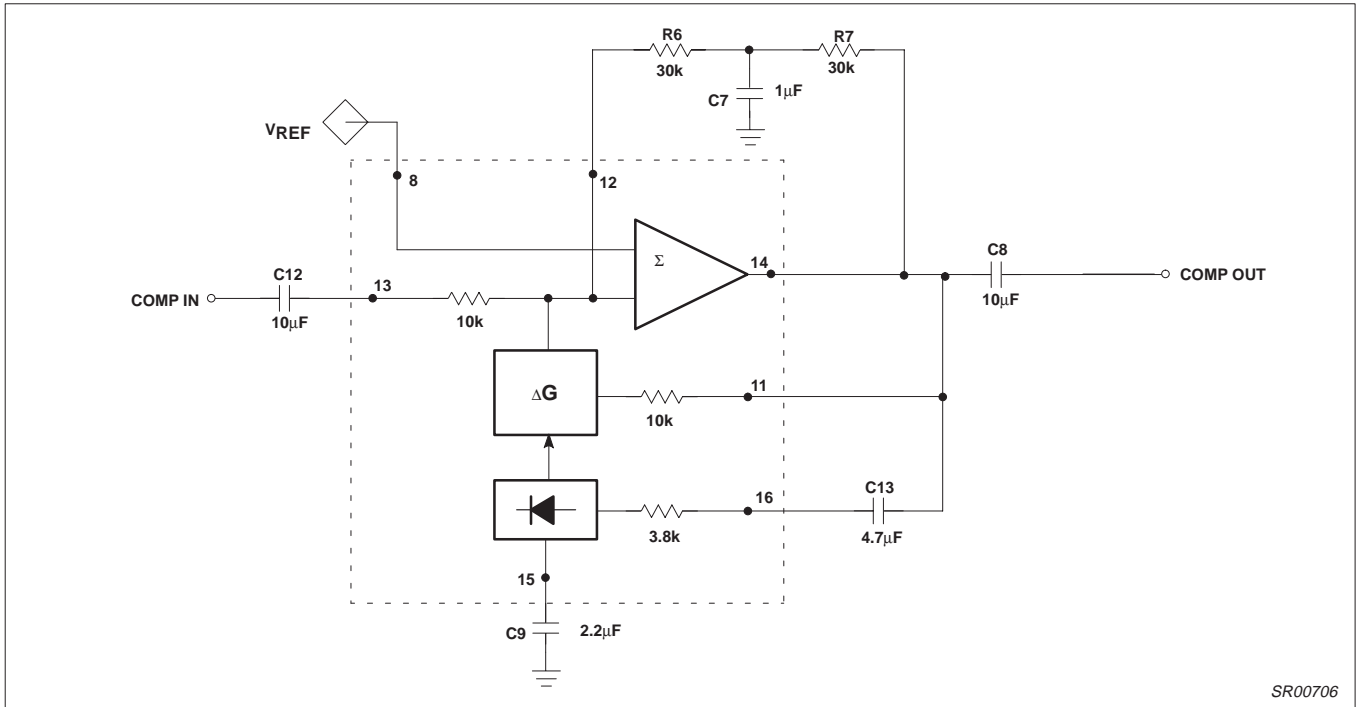 R6
30k
R7
30k
C7
1µF
VREF
8
12
Σ
14
C8
10µF
COMP OUT
COMP IN
C12
10µF
13
10k
ΔG
10k
11
16
3.8k
C13
4.7µF
15
C9
2.2µF
SR00706